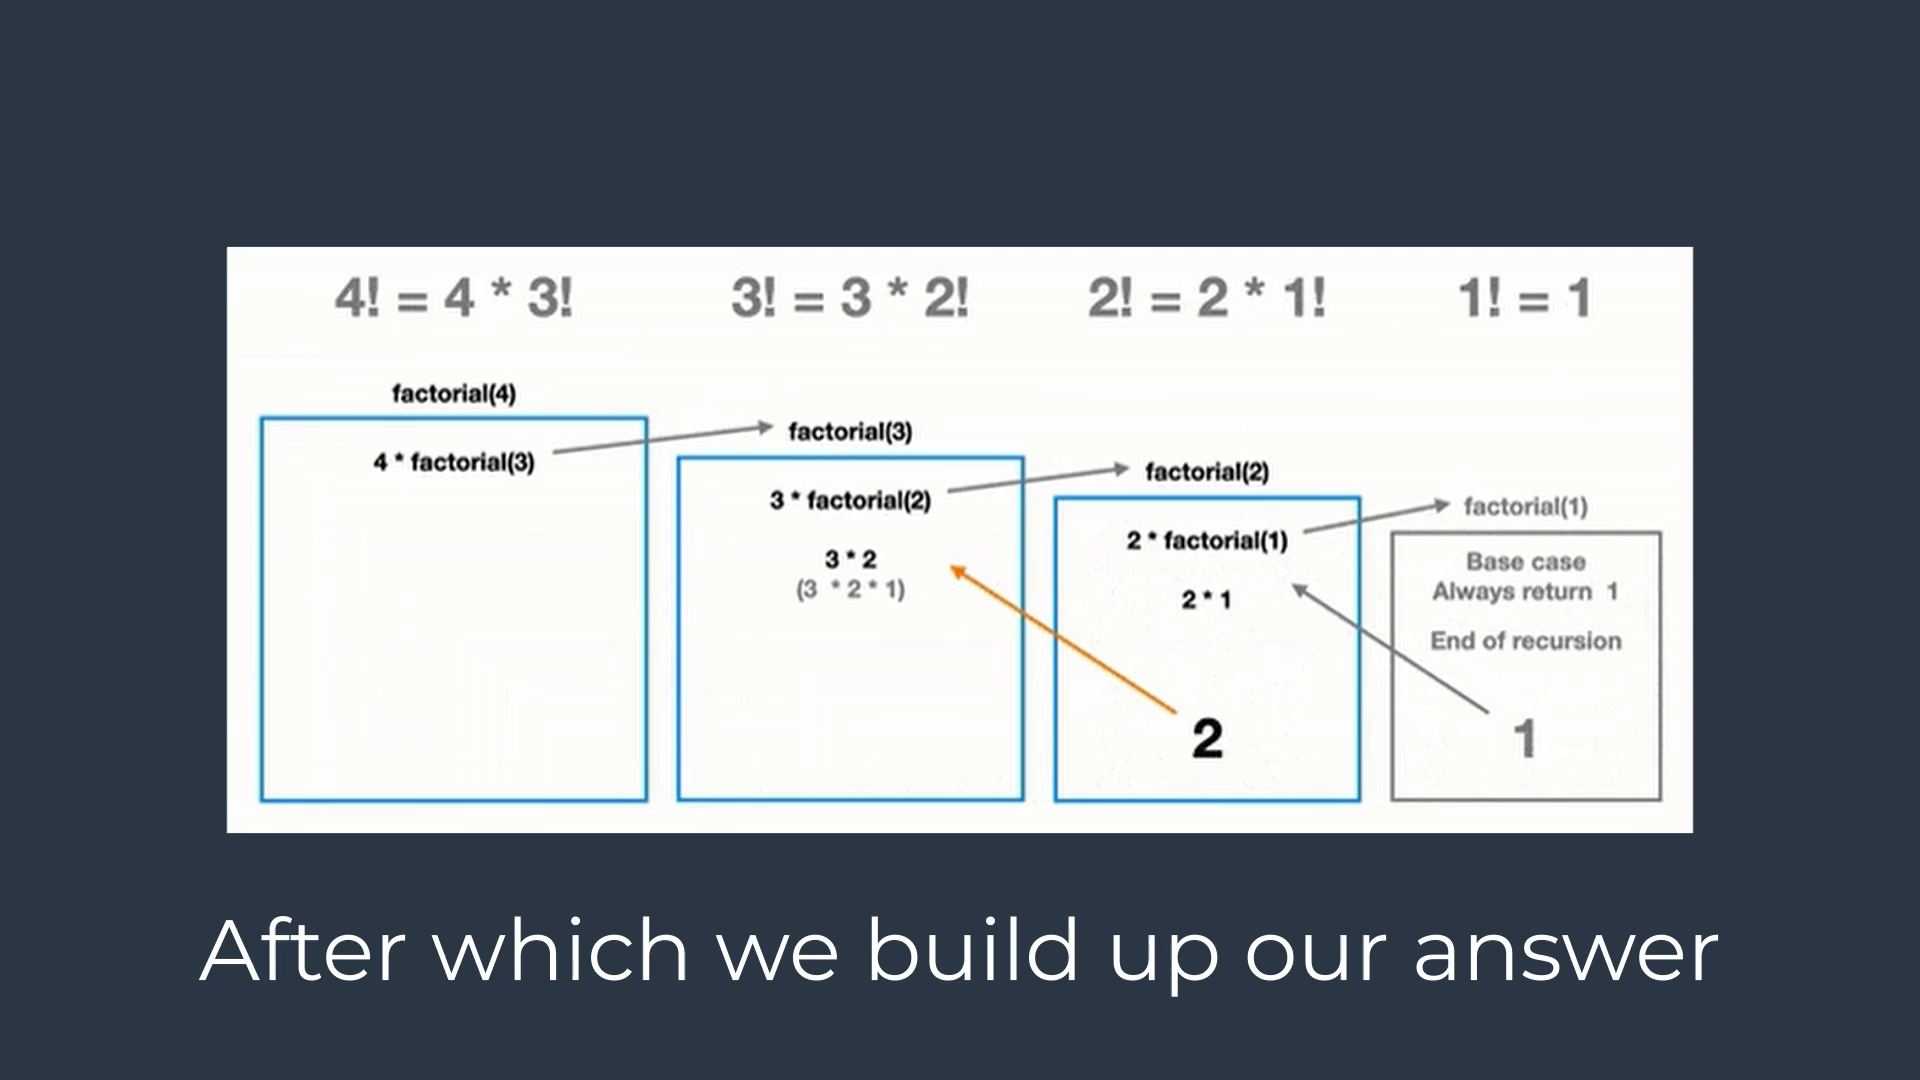 4! = 4 * 3!
3! = 3 * 2!
2! = 2 * 1!
1! = 1
factorial(4)
4 * factorial(3)
factorial(3)
3 * factorial(2)
3 * 2
(3 * 2 * 1)
factorial(2)
2 * factorial(1)
2 * 1
2
factorial(1)
Base case
Always return 1
End of recursion
1
After which we build up our answer